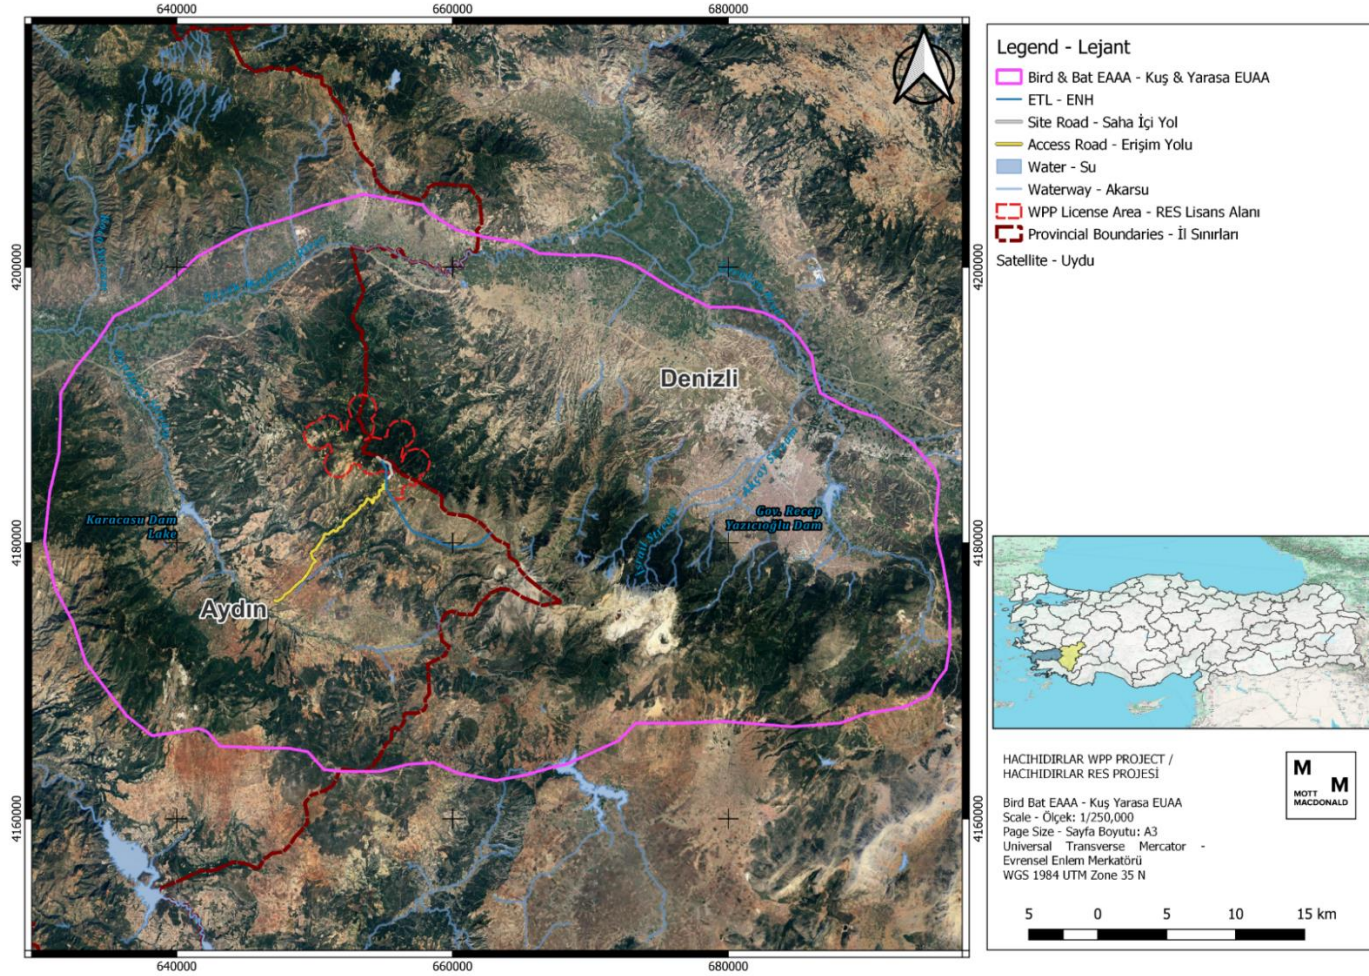 640000
660000
680000
4200000
4180000
4160000
4200000
4180000
4160000
640000
660000
680000
Denizli
Aydın
Karacasu Dam
Lake
Gov. Recep
Yazıcıoğlu Dam
Akçay Stream
Legend - Lejant
Bird & Bat EAAA - Kuş & Yarasa EUAA
ETL - ENH
Site Road - Saha İçi Yol
Access Road - Erişim Yolu
Water - Su
Waterway - Akarsu
WPP License Area - RES Lisans Alanı
Provincial Boundaries - İl Sınırları
Satellite - Uydu
HACIHIDIRLAR WPP PROJECT /
HACIHIDIRLAR RES PROJESİ
Bird Bat EAAA - Kuş Yarasa EUAA
Scale - Ölçek: 1/250,000
Page Size - Sayfa Boyutu: A3
Universal Transverse Mercator -
Evrensel Enlem Merkatörü
WGS 1984 UTM Zone 35 N
M
M
MOTT
MACDONALD
5 0 5 10 15 km